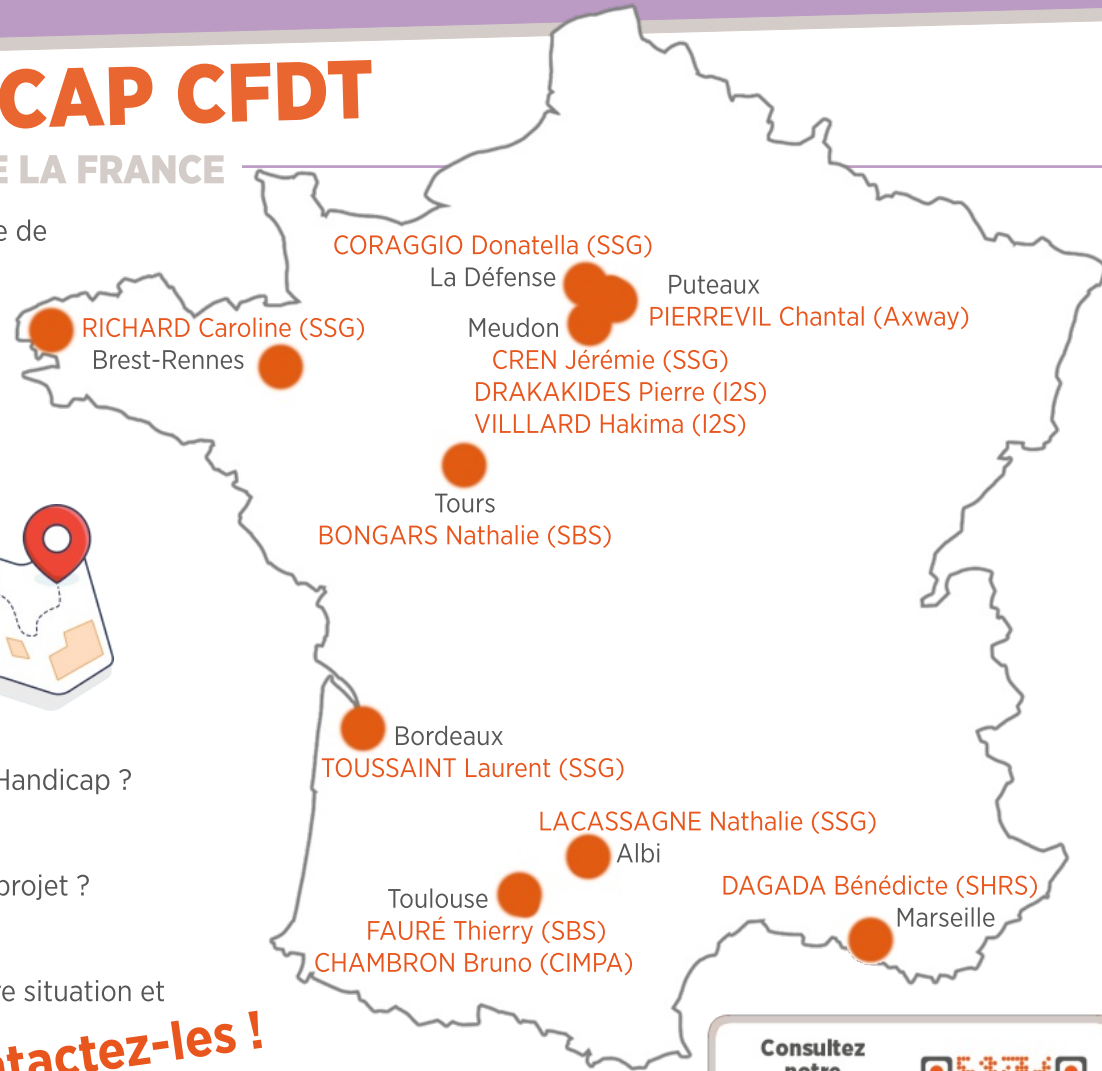 CAP CFDT
E LA FRANCE
e de
CORAGGIO Donatella (SSG)
La Défense
Puteaux
PIERREVIL Chantal (Axway)
RICHARD Caroline (SSG)
Brest-Rennes
Meudon
CREN Jérémie (SSG)
DRAKAKIDES Pierre (I2S)
VILLLARD Hakima (I2S)
Tours
BONGARS Nathalie (SBS)
Bordeaux
TOUSSAINT Laurent (SSG)
Handicap ?
LACASSAGNE Nathalie (SSG)
Albi
projet ?
Toulouse
FAURÉ Thierry (SBS)
CHAMBRON Bruno (CIMPA)
DAGADA Bénédicte (SHRS)
Marseille
re situation et
ntactez-les !
Consultez
notre